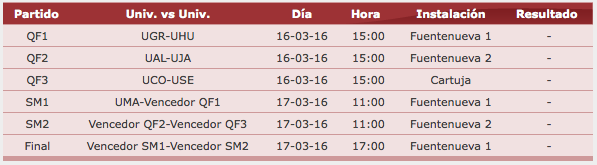 Partido Univ. vs Univ. Día Hora Instalación Resultado
QF1 UGR-UHU 16-03-16 15:00 Fuentenueva 1 -
QF2 UAL-UJA 16-03-16 15:00 Fuentenueva 2 -
QF3 UCO-USE 16-03-16 15:00 Cartuja -
SM1 UMA-Vencedor QF1 17-03-16 11:00 Fuentenueva 1 -
SM2 Vencedor QF2-Vencedor QF3 17-03-16 11:00 Fuentenueva 2 -
Final Vencedor SM1-Vencedor SM2 17-03-16 17:00 Fuentenueva 1 -